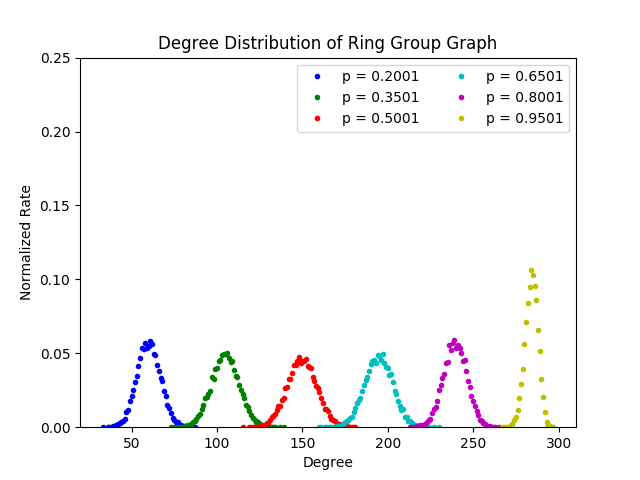 Degree Distribution of Ring Group Graph
p = 0.2001
p = 0.3501
p = 0.5001
p = 0.6501
p = 0.8001
p = 0.9501
Normalized Rate
0.25
0.20
0.15
0.10
0.05
0.00
50 100 150 200 250 300
Degree